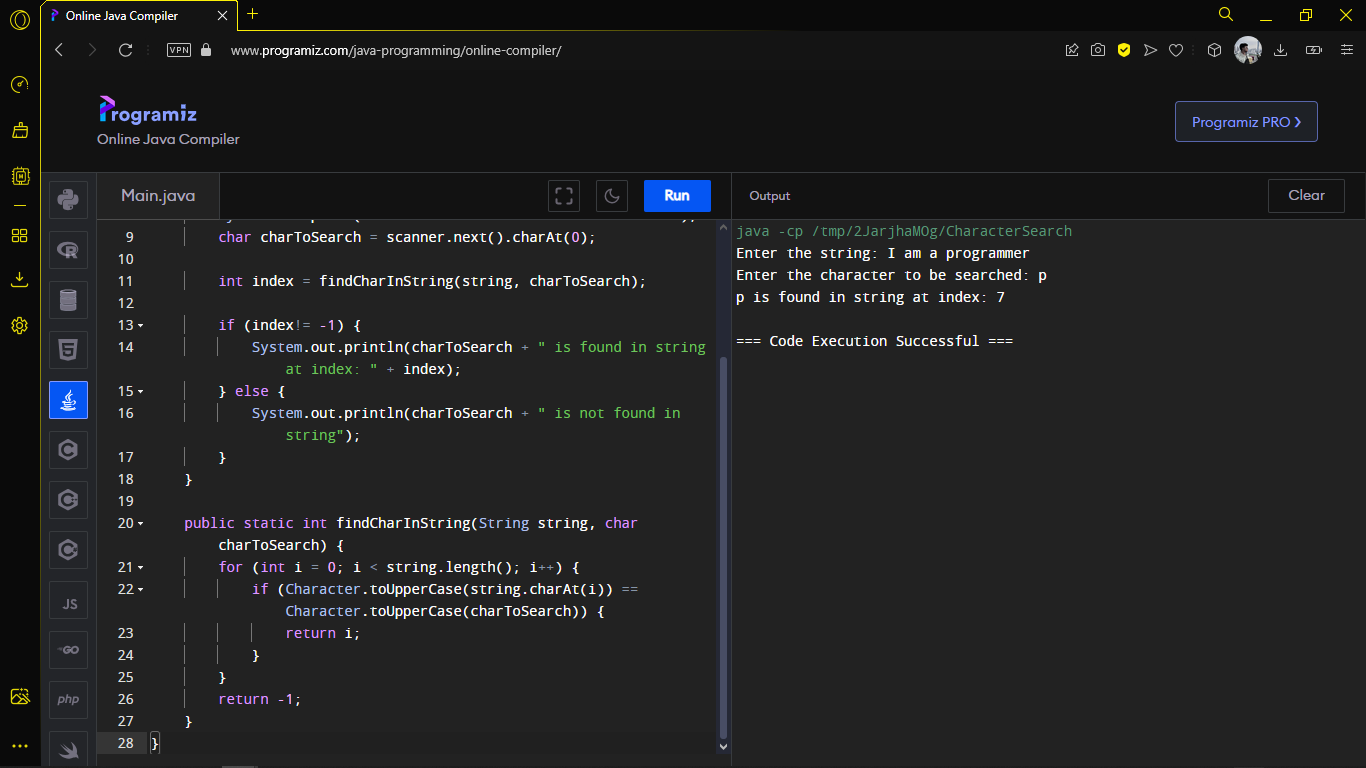 Online Java Compiler
VPN
www.programiz.com/java-programming/online-compiler/
Programiz
Online Java Compiler
Programiz PRO
Main.java
Run
Output
Clear
9 char charToSearch = scanner.next().charAt(0);
10
11 int index = findCharInString(string, charToSearch);
12
13 if (index!= -1) {
14 System.out.println(charToSearch + " is found in string
at index: " + index);
15 } else {
16 System.out.println(charToSearch + " is not found in
string");
17 }
18 }
19
20 public static int findCharInString(String string, char
charToSearch) {
21 for (int i = 0; i < string.length(); i++) {
22 if (Character.toUpperCase(string.charAt(i)) ==
Character.toUpperCase(charToSearch)) {
23 return i;
24 }
25 }
26 return -1;
27 }
28 }
java -cp /tmp/2JarjhaMOg/CharacterSearch
Enter the string: I am a programmer
Enter the character to be searched: p
p is found in string at index: 7
=== Code Execution Successful ===
JS
GO
php